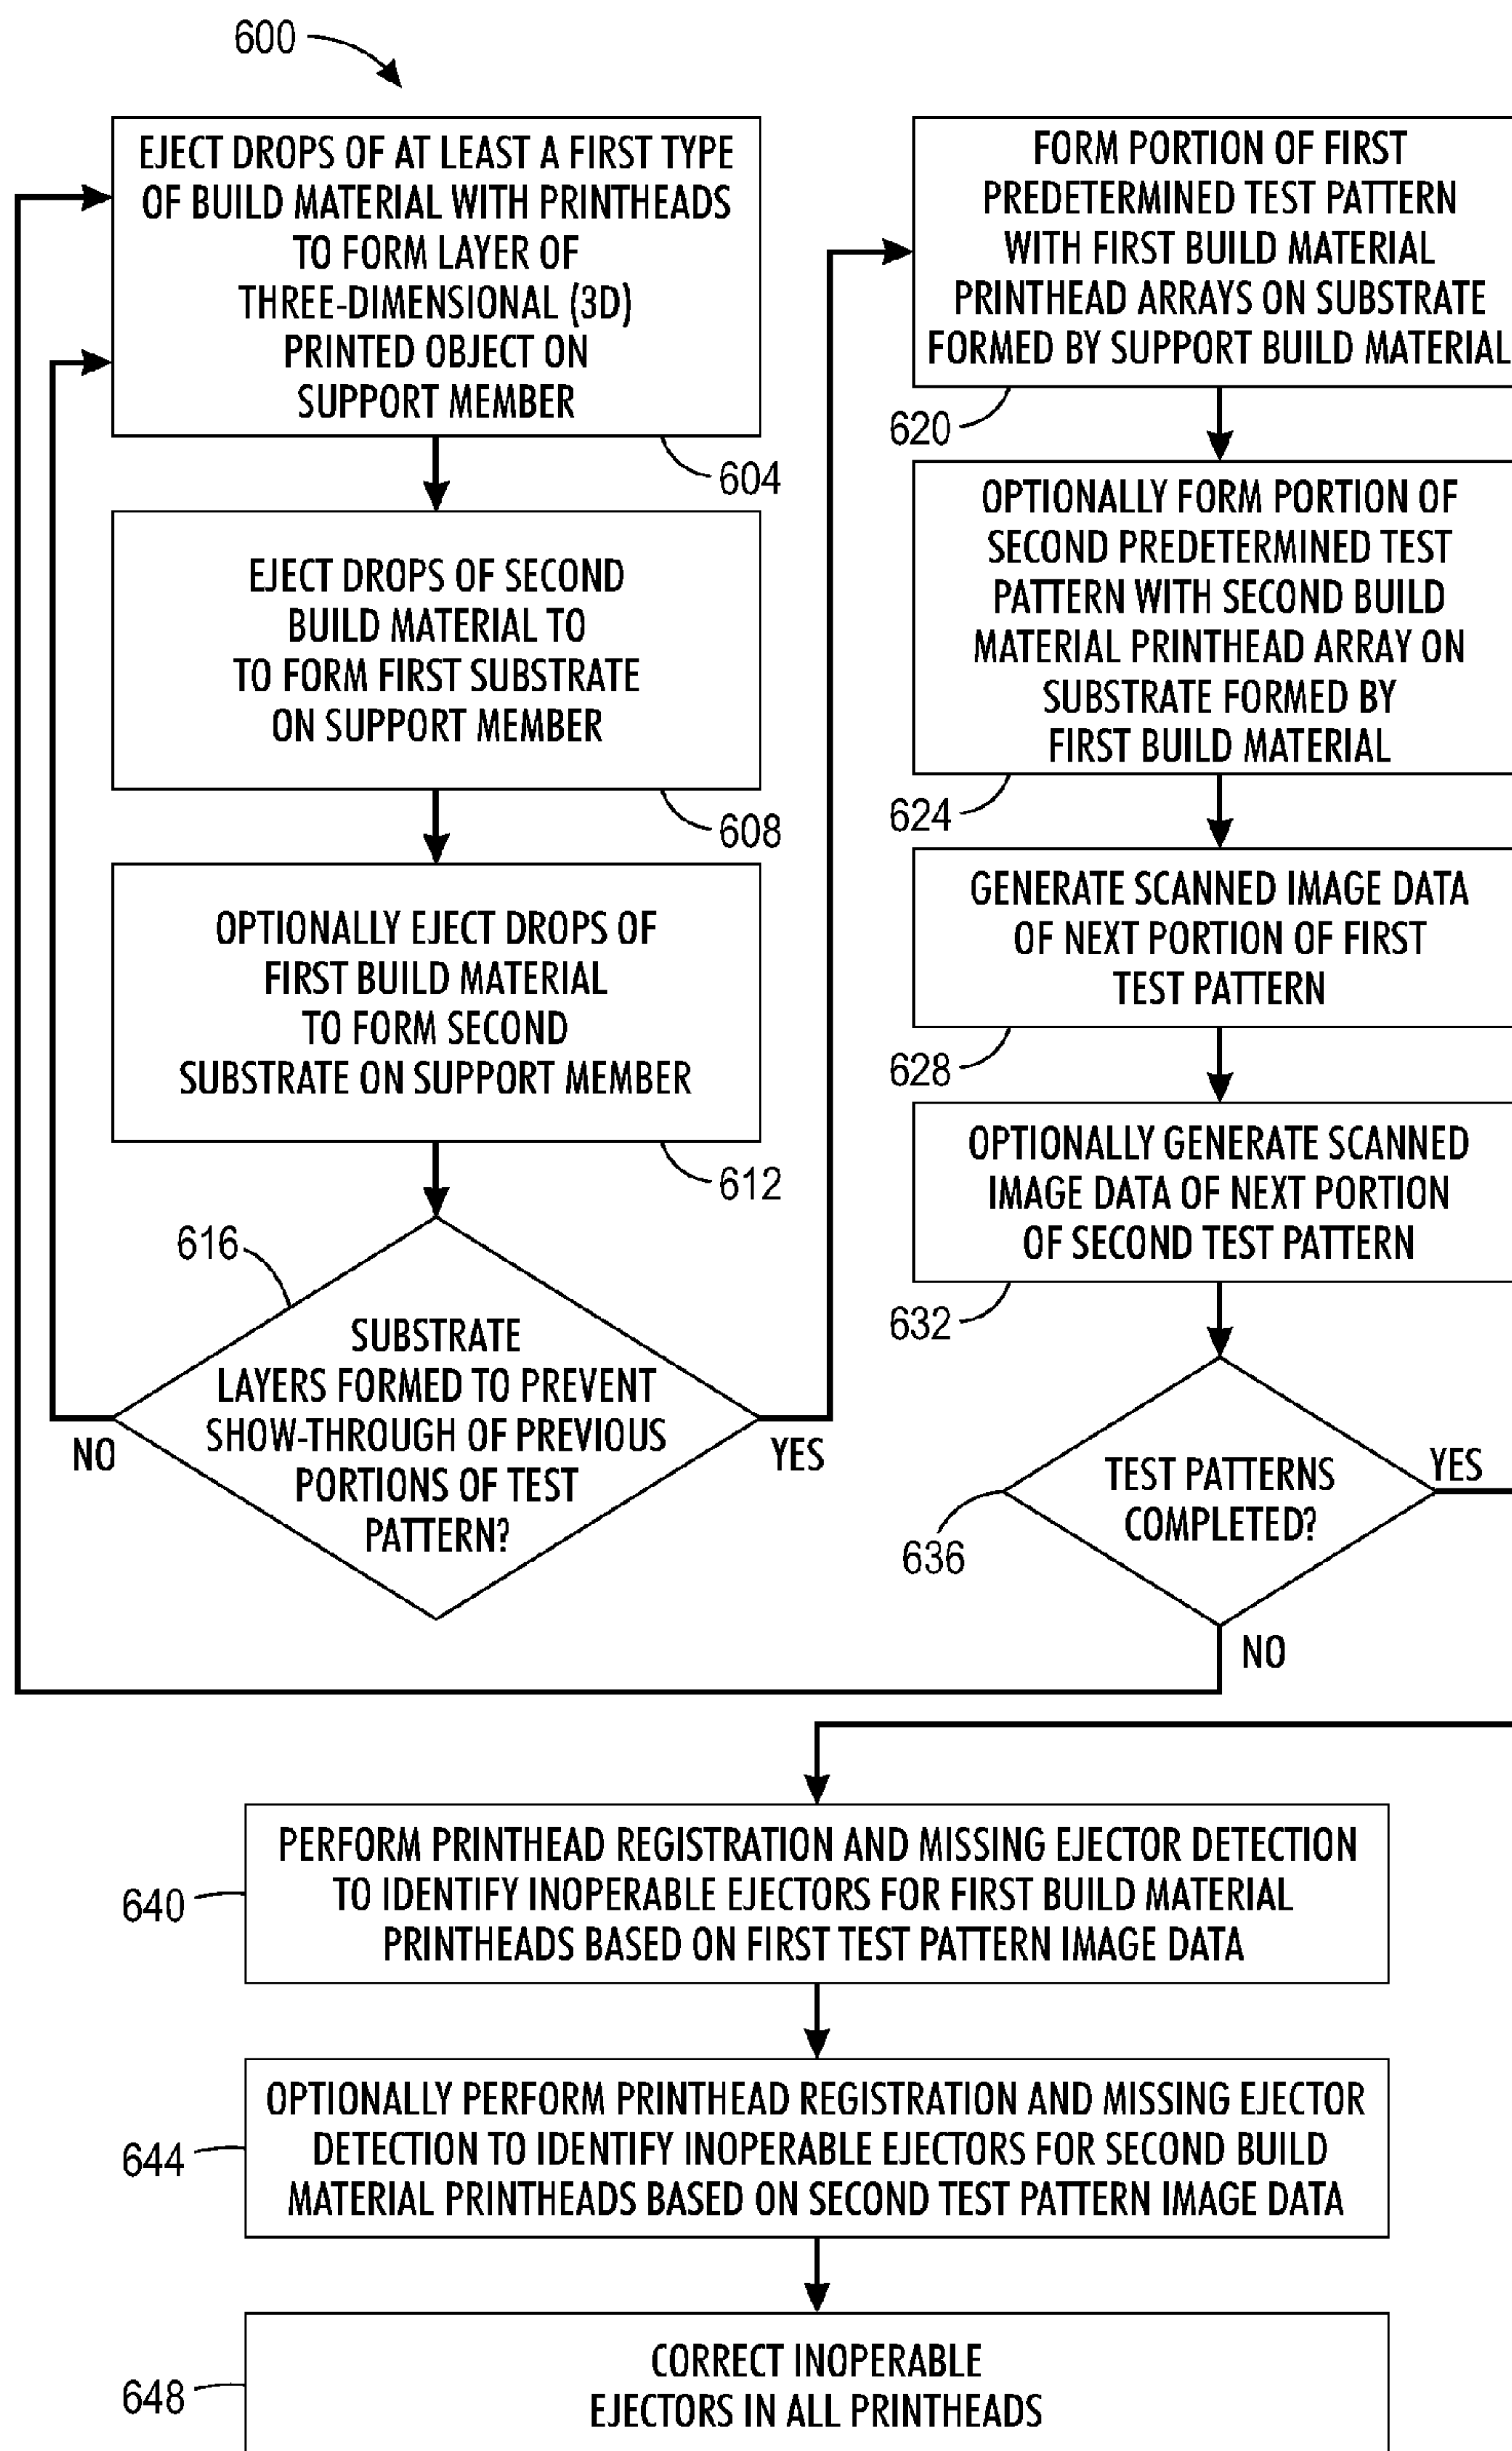 600
EJECT DROPS OF AT LEAST A FIRST TYPE
OF BUILD MATERIAL WITH PRINTHEADS
TO FORM LAYER OF
THREE-DIMENSIONAL (3D)
PRINTED OBJECT ON
SUPPORT MEMBER
604
EJECT DROPS OF SECOND
BUILD MATERIAL TO
TO FORM FIRST SUBSTRATE
ON SUPPORT MEMBER
608
OPTIONALLY EJECT DROPS OF
FIRST BUILD MATERIAL
TO FORM SECOND
SUBSTRATE ON SUPPORT MEMBER
612
616
SUBSTRATE
LAYERS FORMED TO PREVENT
SHOW-THROUGH OF PREVIOUS
PORTIONS OF TEST
PATTERN?
NO
YES
FORM PORTION OF FIRST
PREDETERMINED TEST PATTERN
WITH FIRST BUILD MATERIAL
PRINTHEAD ARRAYS ON SUBSTRATE
FORMED BY SUPPORT BUILD MATERIAL
620
OPTIONALLY FORM PORTION OF
SECOND PREDETERMINED TEST
PATTERN WITH SECOND BUILD
MATERIAL PRINTHEAD ARRAY ON
SUBSTRATE FORMED BY
FIRST BUILD MATERIAL
624
GENERATE SCANNED IMAGE DATA
OF NEXT PORTION OF FIRST
TEST PATTERN
628
OPTIONALLY GENERATE SCANNED
IMAGE DATA OF NEXT PORTION
OF SECOND TEST PATTERN
632
TEST PATTERNS
COMPLETED?
YES
636
NO
PERFORM PRINTHEAD REGISTRATION AND MISSING EJECTOR DETECTION
TO IDENTIFY INOPERABLE EJECTORS FOR FIRST BUILD MATERIAL
PRINTHEADS BASED ON FIRST TEST PATTERN IMAGE DATA
640
OPTIONALLY PERFORM PRINTHEAD REGISTRATION AND MISSING EJECTOR
DETECTION TO IDENTIFY INOPERABLE EJECTORS FOR SECOND BUILD
MATERIAL PRINTHEADS BASED ON SECOND TEST PATTERN IMAGE DATA
644
CORRECT INOPERABLE
EJECTORS IN ALL PRINTHEADS
648